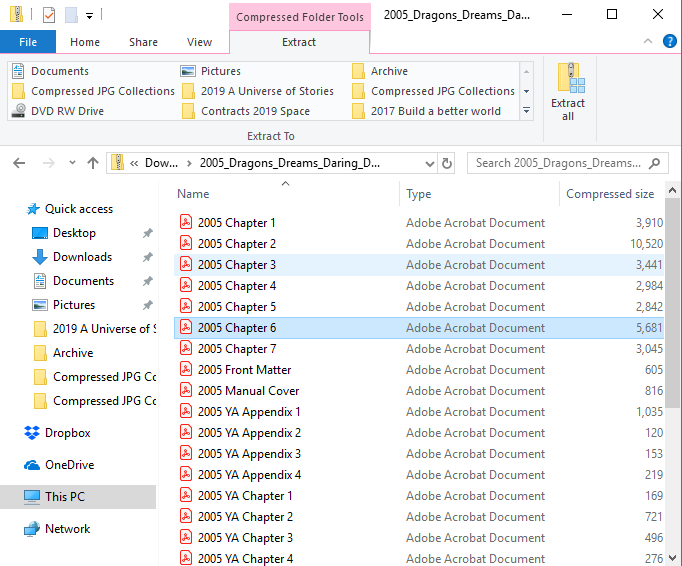 Compressed Folder Tools
2005_Dragons_Dreams_Da...
File
Home
Share
View
Extract
Documents
Pictures
Archive
Compressed JPG Collections
2019 A Universe of Stories
Compressed JPG Collections
DVD RW Drive
Contracts 2019 Space
2017 Build a better world
Extract all
Extract To
« Dow... > 2005_Dragons_Dreams_Daring_D...
Search 2005_Dragons_Dreams...
Name Type Compressed size
Quick access
Desktop
Downloads
Documents
Pictures
2019 A Universe of S
Archive
Compressed JPG Co
Compressed JPG Co
Dropbox
OneDrive
This PC
Network
2005 Chapter 1 Adobe Acrobat Document 3,910
2005 Chapter 2 Adobe Acrobat Document 10,520
2005 Chapter 3 Adobe Acrobat Document 3,441
2005 Chapter 4 Adobe Acrobat Document 2,984
2005 Chapter 5 Adobe Acrobat Document 2,842
2005 Chapter 6 Adobe Acrobat Document 5,681
2005 Chapter 7 Adobe Acrobat Document 3,045
2005 Front Matter Adobe Acrobat Document 605
2005 Manual Cover Adobe Acrobat Document 816
2005 YA Appendix 1 Adobe Acrobat Document 1,035
2005 YA Appendix 2 Adobe Acrobat Document 120
2005 YA Appendix 3 Adobe Acrobat Document 153
2005 YA Appendix 4 Adobe Acrobat Document 219
2005 YA Chapter 1 Adobe Acrobat Document 169
2005 YA Chapter 2 Adobe Acrobat Document 721
2005 YA Chapter 3 Adobe Acrobat Document 496
2005 YA Chapter 4 Adobe Acrobat Document 276